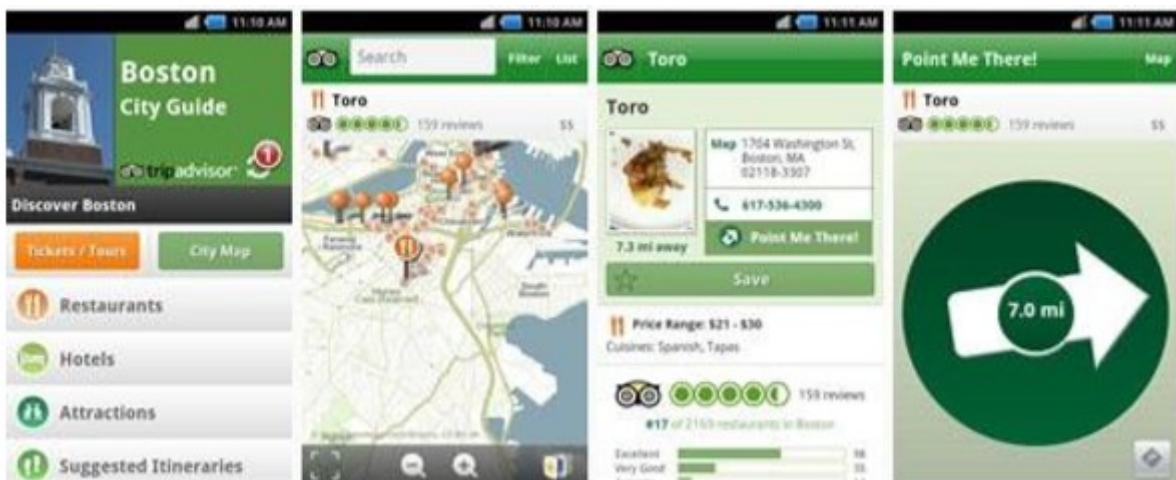 11:10 AM
Boston
City Guide
tripadvisor
1
Discover Boston
Tickets / Tours
City Map
Restaurants
Hotels
Attractions
Suggested Itineraries
11:10 AM
Search
Filter
List
Toro
159 reviews
$$
South
Boston
11:11 AM
Toro
Toro
Map 1704 Washington St,
Boston, MA
02118-3307
617-536-4300
7.3 mi away
Point Me There!
Save
Price Range: $21 - $30
Cuisines: Spanish, Tapas
159 reviews
#17 of 2169 restaurants in Boston
Excellent
Very Good
11:11 AM
Point Me There!
Map
Toro
159 reviews
$$
7.0 mi